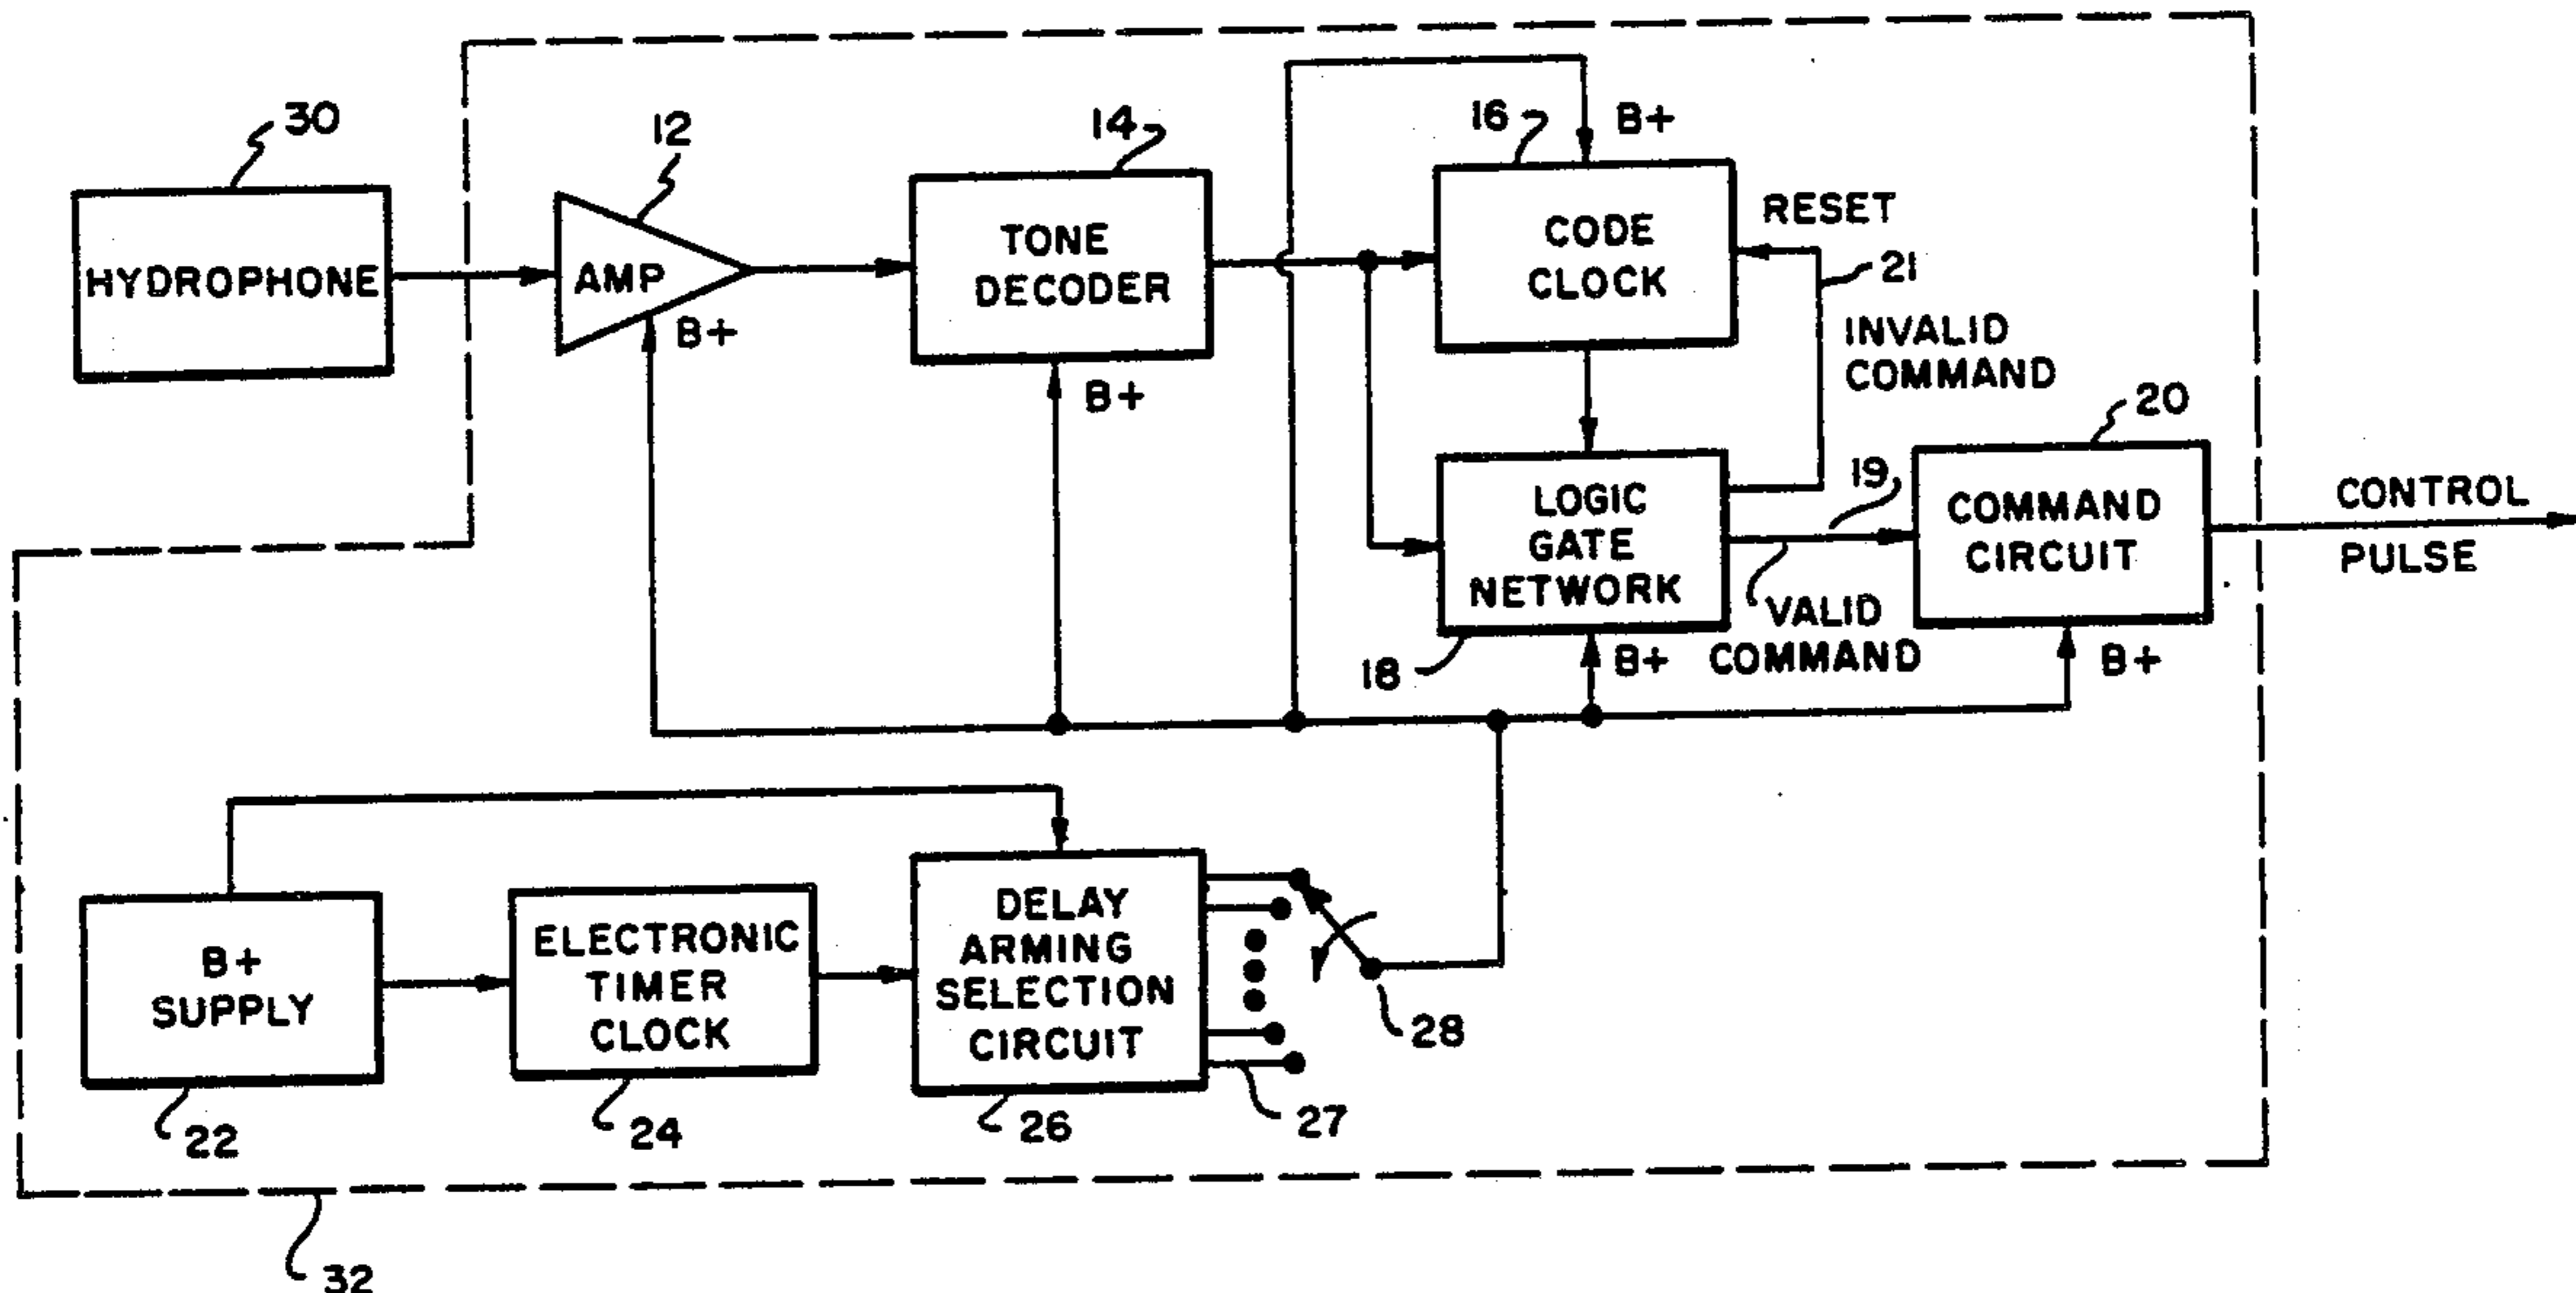 30
HYDROPHONE
12
AMP
B+
14
TONE
DECODER
B+
16
B+
CODE
CLOCK
RESET
21
INVALID
COMMAND
LOGIC
GATE
NETWORK
18
B+
19
VALID
COMMAND
20
COMMAND
CIRCUIT
B+
CONTROL
PULSE
B+
SUPPLY
22
ELECTRONIC
TIMER
CLOCK
24
DELAY
ARMING
SELECTION
CIRCUIT
26
27
28
32